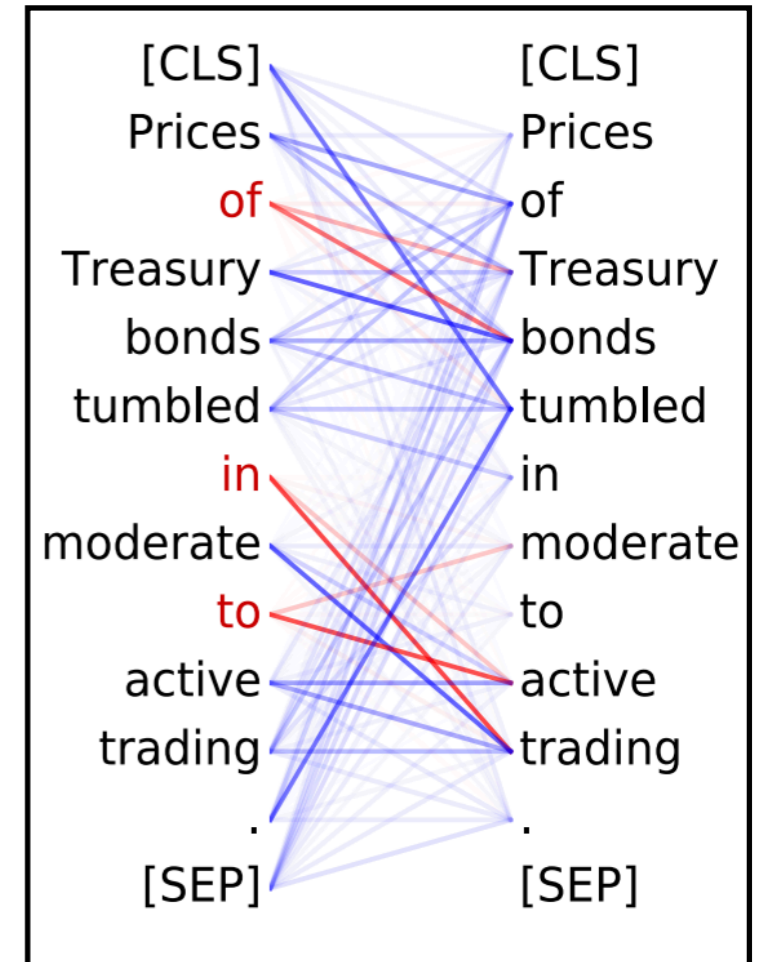 [CLS] [CLS]
Prices Prices
of of
Treasury Treasury
bonds bonds
tumbled tumbled
in in
moderate moderate
to to
active active
trading trading
. .
[SEP] [SEP]